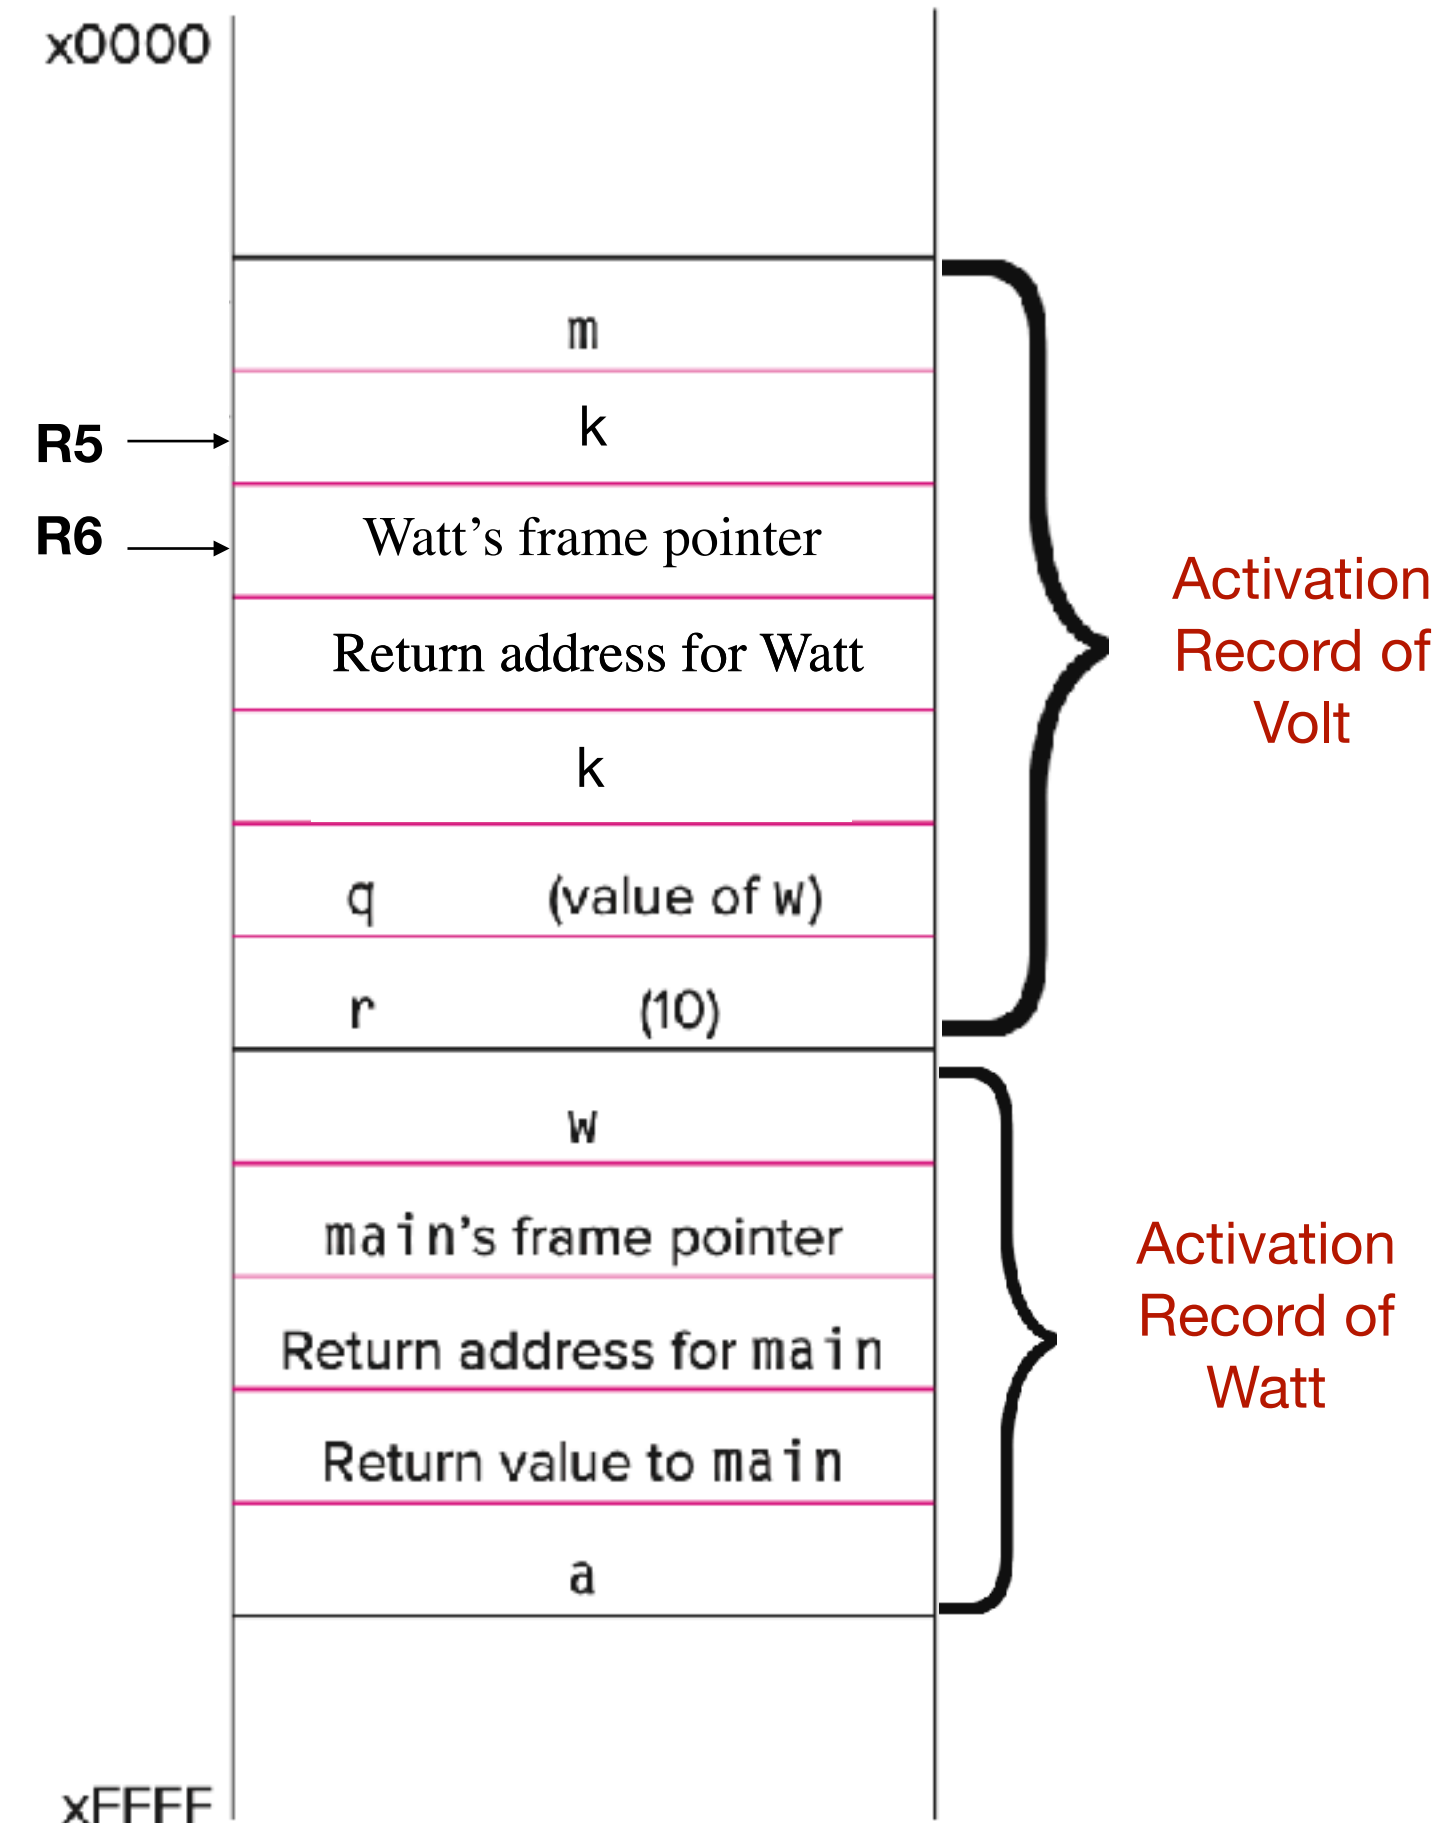 x0000
m
R5
k
R6
Watt's frame pointer
Return address for Watt
k
q (value of w)
r (10)
Activation
Record of
Volt
w
main's frame pointer
Return address for main
Return value to main
a
Activation
Record of
Watt
xFFFF